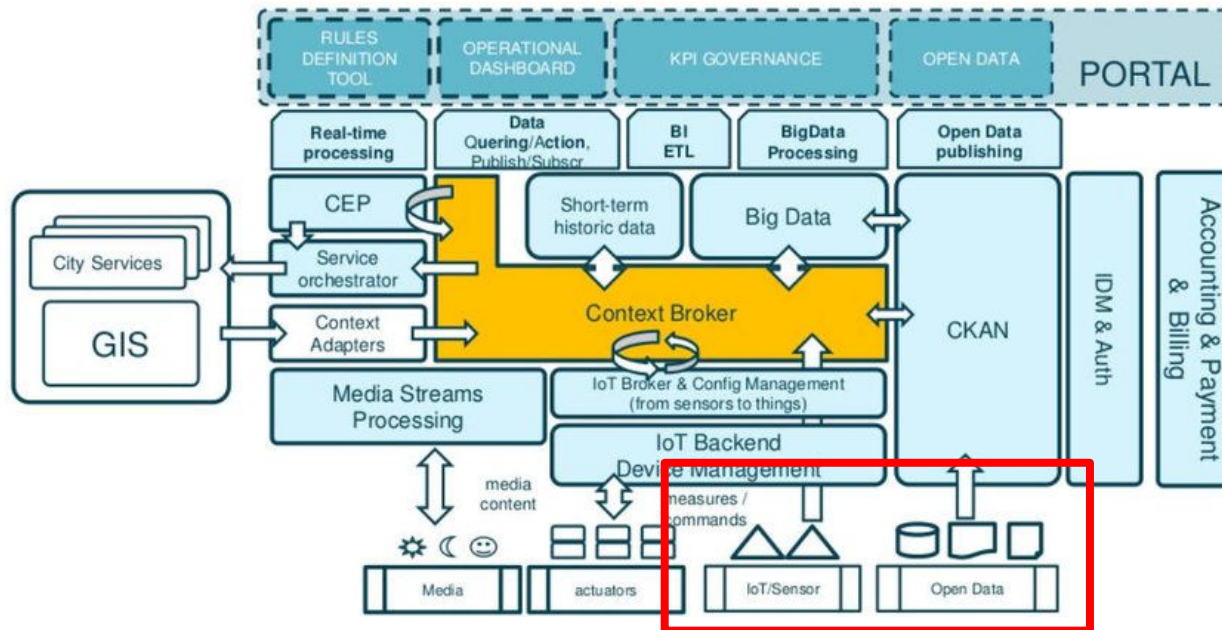 RULES
DEFINITION
TOOL
OPERATIONAL
DASHBOARD
KPI GOVERNANCE
OPEN DATA
PORTAL
Real-time
processing
Data
Quering/Action,
Publish/Subscr
BI
ETL
BigData
Processing
Open Data
publishing
CEP
Short-term
historic data
Big Data
City Services
Service
orchestrator
GIS
Context
Adapters
Context Broker
CKAN
IDM & Auth
Accounting & Payment
& Billing
Media Streams
Processing
IoT Broker & Config Management
(from sensors to things)
IoT Backend
Device Management
media
content
measures /
commands
Media
actuators
IoT/Sensor
Open Data